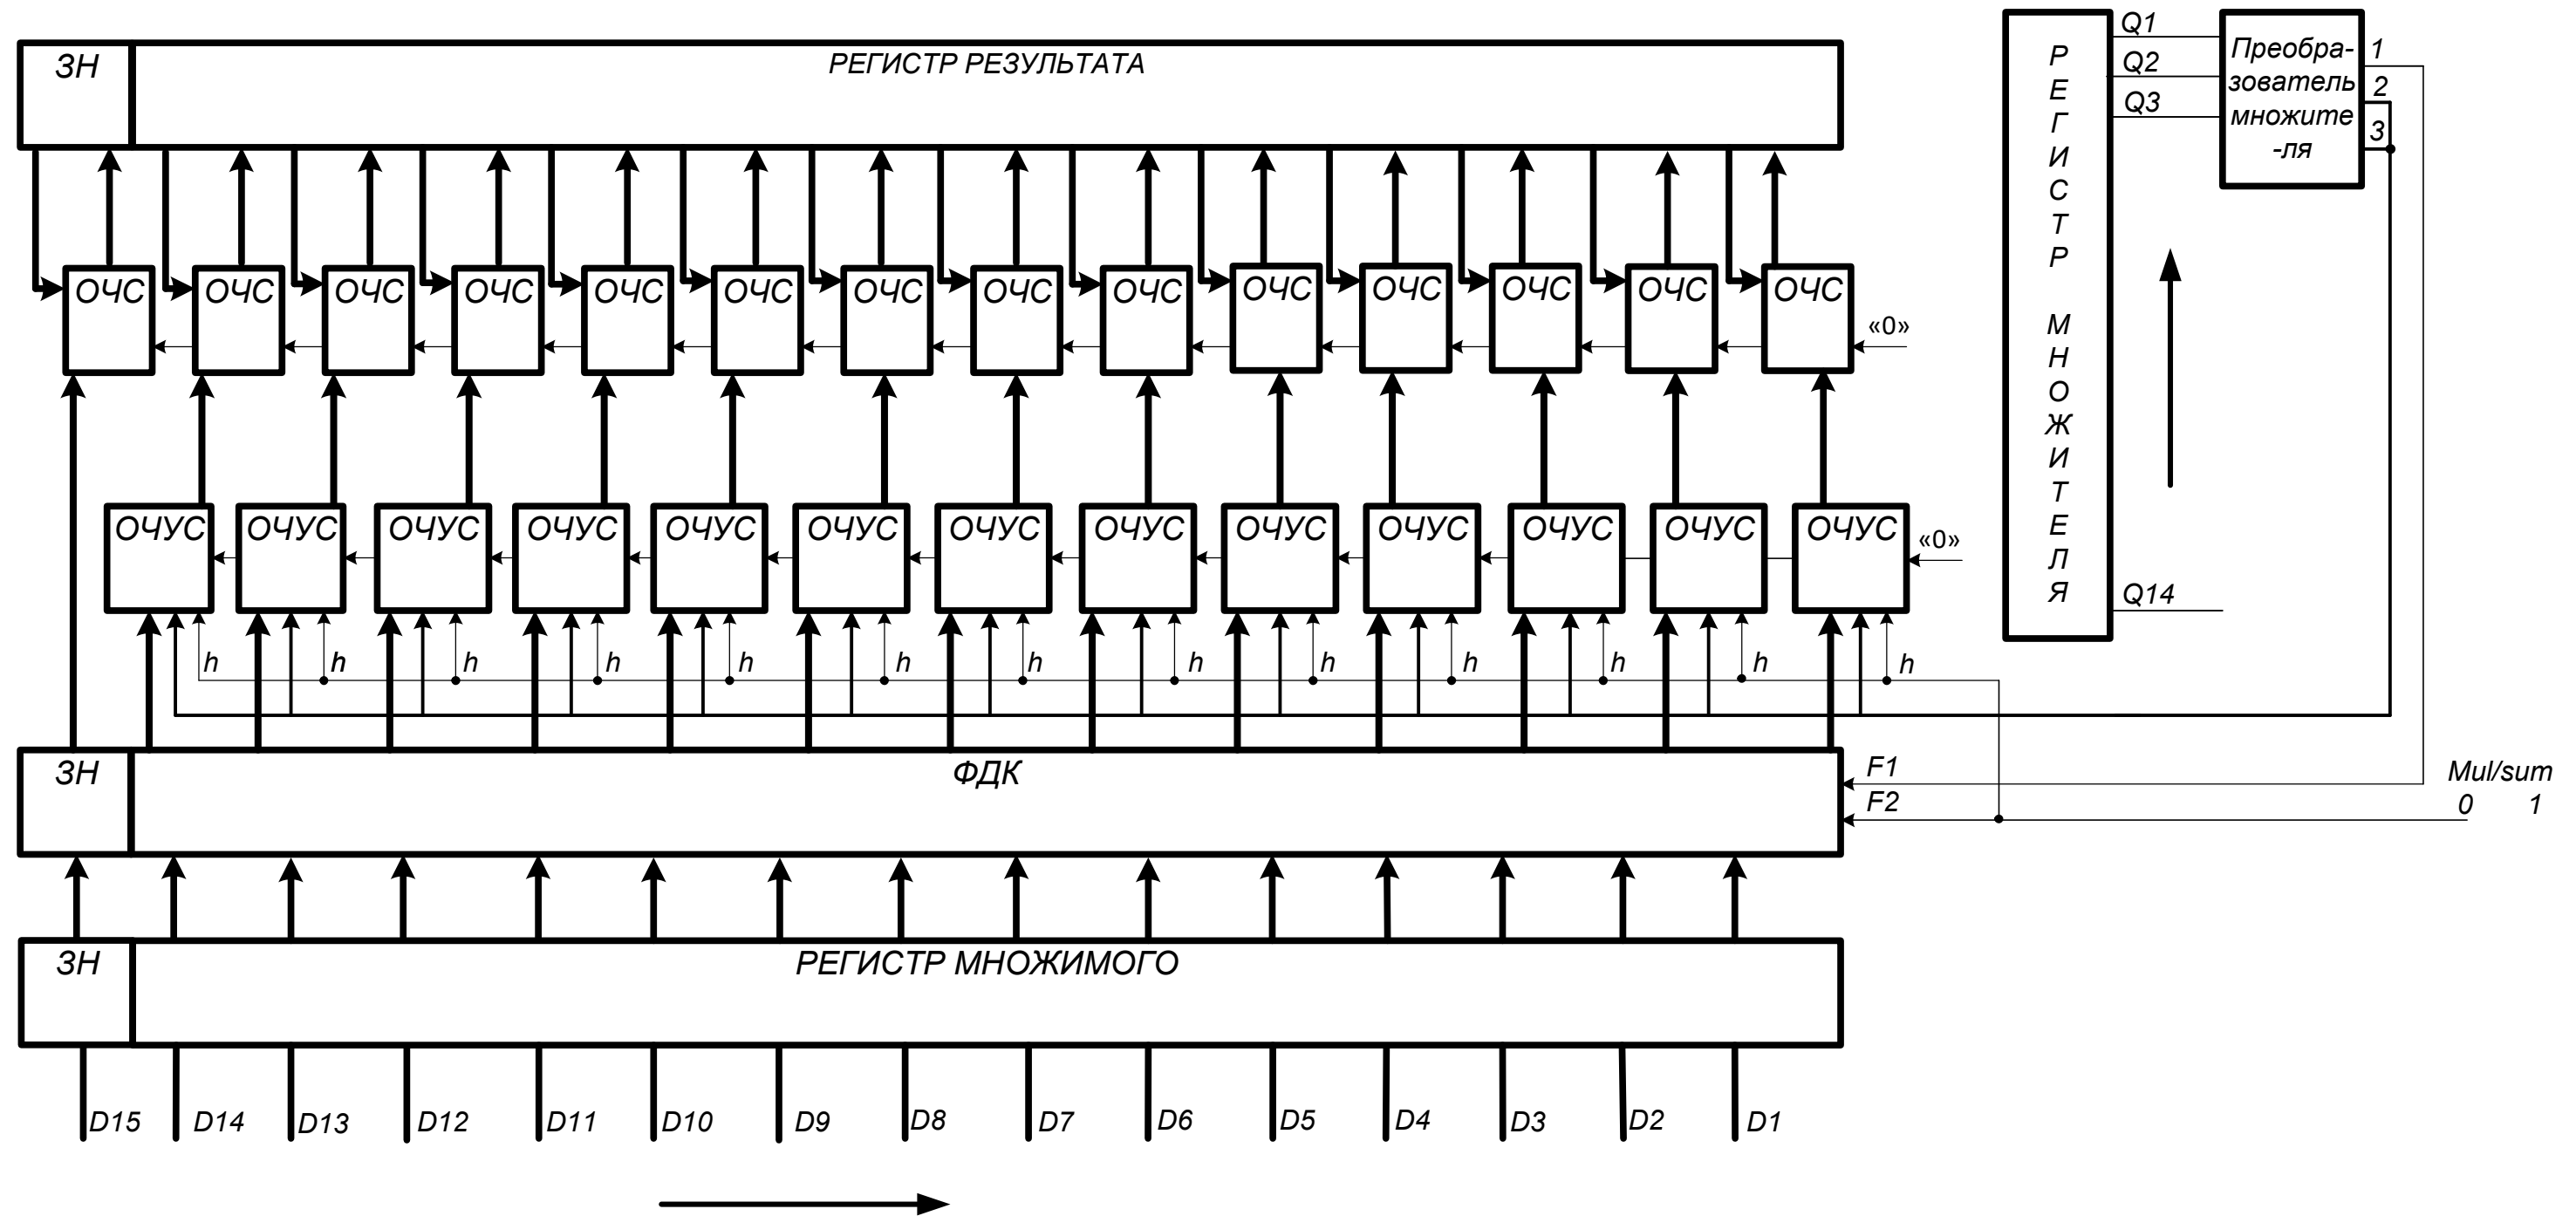 ЗН
РЕГИСТР РЕЗУЛЬТАТА
ОЧС ОЧС ОЧС ОЧС ОЧС ОЧС ОЧС ОЧС ОЧС ОЧС ОЧС ОЧС ОЧС ОЧС
«0»
ОЧУС ОЧУС ОЧУС ОЧУС ОЧУС ОЧУС ОЧУС ОЧУС ОЧУС ОЧУС ОЧУС ОЧУС ОЧУС
«0»
h h h h h h h h h h h h h
ЗН
ФДК
F1
F2
Mul/sum
0 1
ЗН
РЕГИСТР МНОЖИМОГО
D15 D14 D13 D12 D11 D10 D9 D8 D7 D6 D5 D4 D3 D2 D1
Р
Е
Г
И
С
Т
Р
М
Н
О
Ж
И
Т
Е
Л
Я
Q1
Q2
Q3
Q14
Преобра-
зователь
множите
-ля
1
2
3